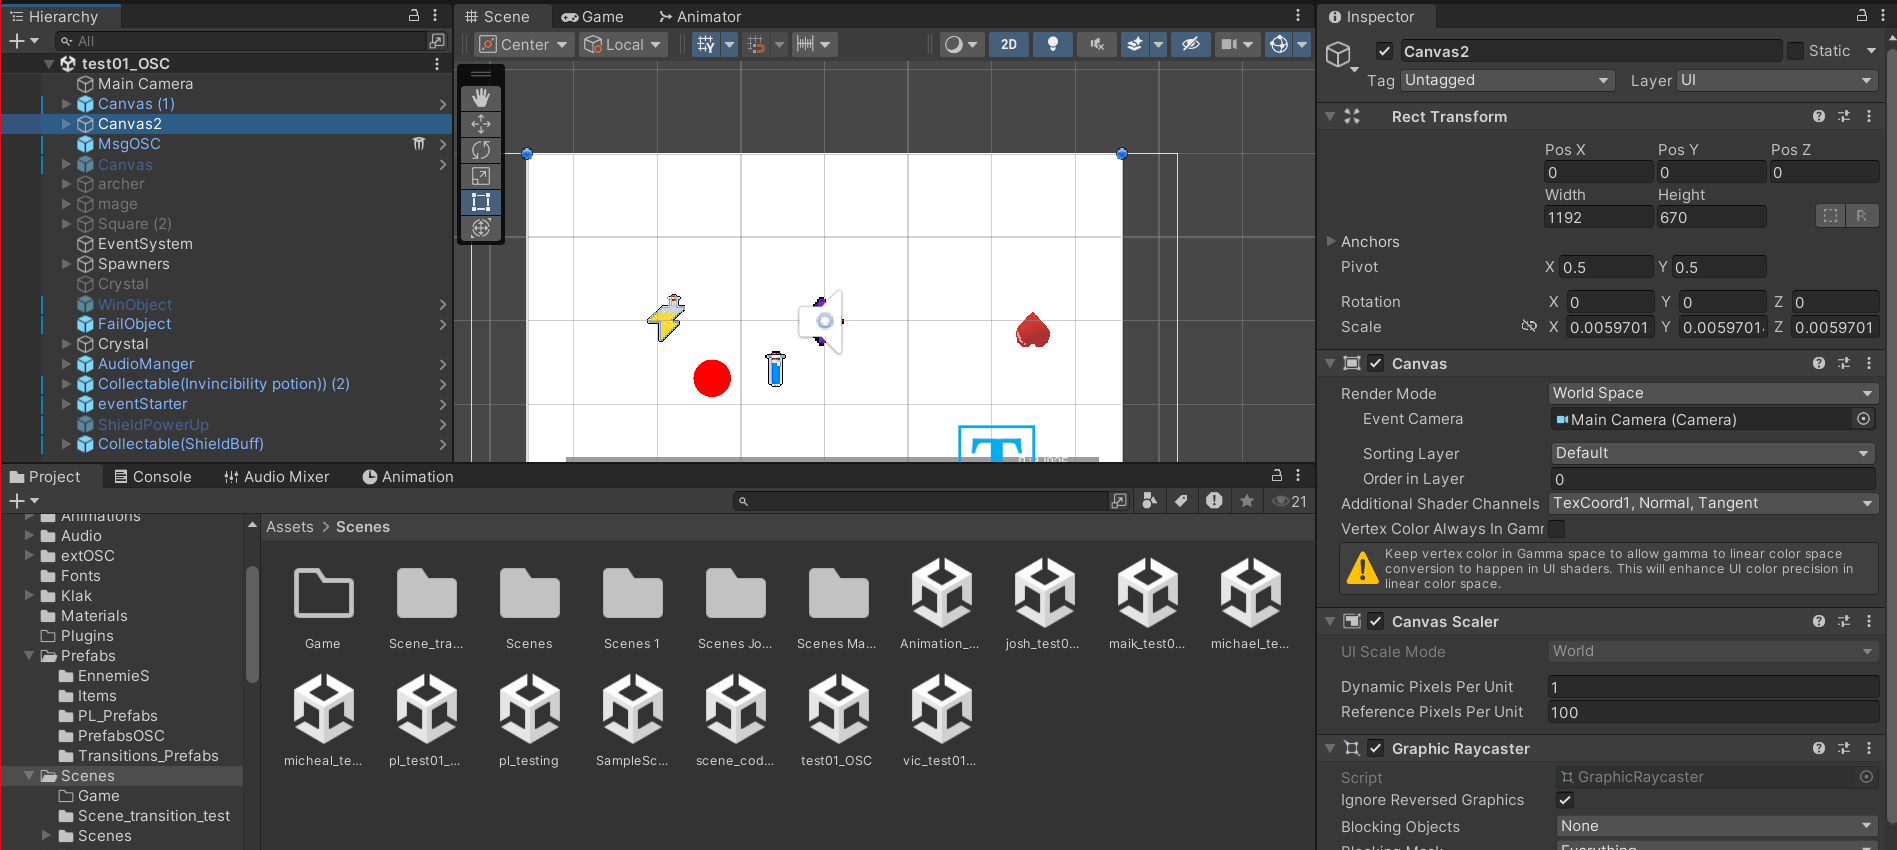 Hierarchy
All
test01_OSC
Main Camera
Canvas (1)
Canvas2
MsgOSC
Canvas
archer
mage
Square (2)
EventSystem
Spawners
Crystal
WinObject
FailObject
Crystal
AudioManger
Collectable(Invincibility potion)) (2)
eventStarter
ShieldPowerUp
Collectable(ShieldBuff)
Scene
Game
Animator
Center
Local
2D
T
Inspector
Canvas2
Static
Tag
Untagged
Layer
UI
Rect Transform
Pos X
Pos Y
Pos Z
0
0
0
Width
Height
1192
670
R
Anchors
Pivot
X 0.5
Y 0.5
Rotation
X 0
Y 0
Z 0
Scale
X 0.0059701
Y 0.0059701
Z 0.0059701
Canvas
Render Mode
World Space
Event Camera
Main Camera (Camera)
Sorting Layer
Default
Order in Layer
0
Additional Shader Channels
TexCoord1, Normal, Tangent
Vertex Color Always In Gamm
Keep vertex color in Gamma space to allow gamma to linear color space
conversion to happen in UI shaders. This will enhance UI color precision in
linear color space.
Canvas Scaler
UI Scale Mode
World
Dynamic Pixels Per Unit
1
Reference Pixels Per Unit
100
Graphic Raycaster
Script
GraphicRaycaster
Ignore Reversed Graphics
Blocking Objects
None
Blocking Mask
Everything
Project
Console
Audio Mixer
Animation
21
Animations
Audio
extOSC
Fonts
Klak
Materials
Plugins
Prefabs
EnnemieS
Items
PL_Prefabs
PrefabsOSC
Transitions_Prefabs
Scenes
Game
Scene_transition_test
Scenes
Assets > Scenes
Game
Scene_tra...
Scenes
Scenes 1
Scenes Jo...
Scenes Ma...
Animation_...
josh_test0...
maik_test0...
michael_te...
micheal_te...
pl_test01_...
pl_testing
SampleSc...
scene_cod...
test01_OSC
vic_test01...